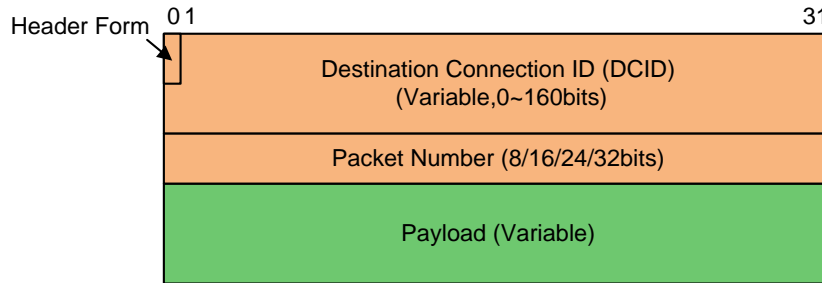 0 1 31
Header Form
Destination Connection ID (DCID)
(Variable,0~160bits)
Packet Number (8/16/24/32bits)
Payload (Variable)